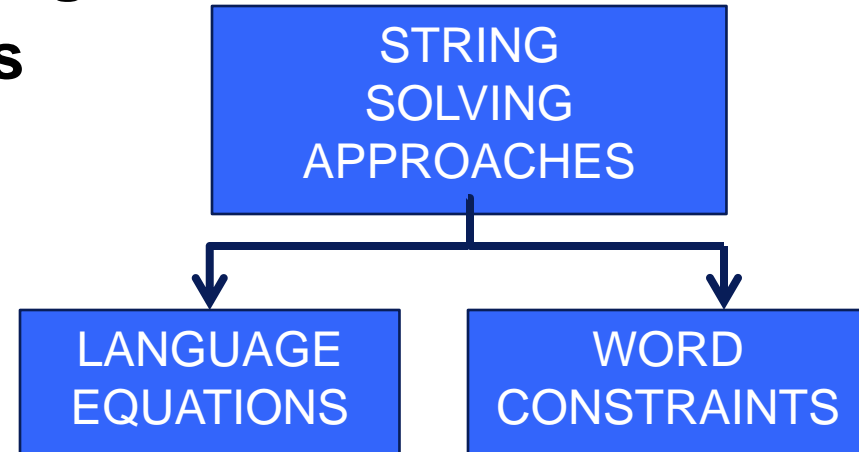 STRING
SOLVING
APPROACHES
LANGUAGE
EQUATIONS
WORD
CONSTRAINTS